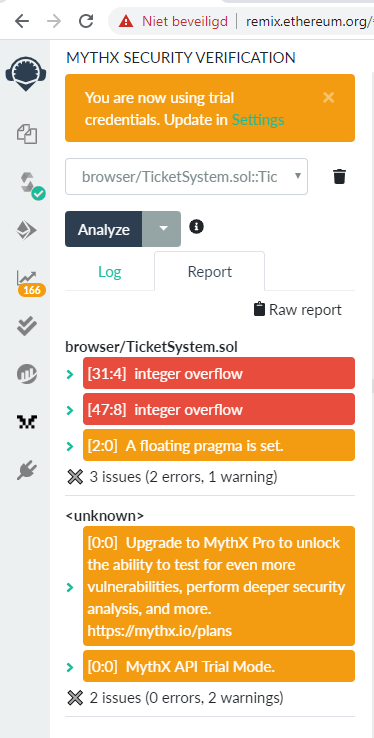 Niet beveiligd | remix.ethereum.org/
MYTHX SECURITY VERIFICATION
You are now using trial
credentials. Update in Settings
×
browser/TicketSystem.sol::Tic
Analyze
Log
Report
166
Raw report
browser/TicketSystem.sol
[31:4] integer overflow
[47:8] integer overflow
[2:0] A floating pragma is set.
3 issues (2 errors, 1 warning)
<unknown>
[0:0] Upgrade to MythX Pro to unlock
the ability to test for even more
vulnerabilities, perform deeper security
analysis, and more.
https://mythx.io/plans
[0:0] MythX API Trial Mode.
2 issues (0 errors, 2 warnings)